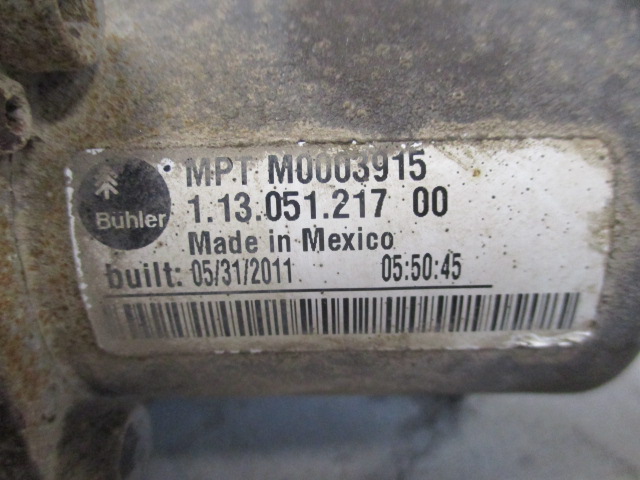 Bühler
MPT M0003915
1.13.051.217 00
Made in Mexico
built: 05/31/2011 05:50:45